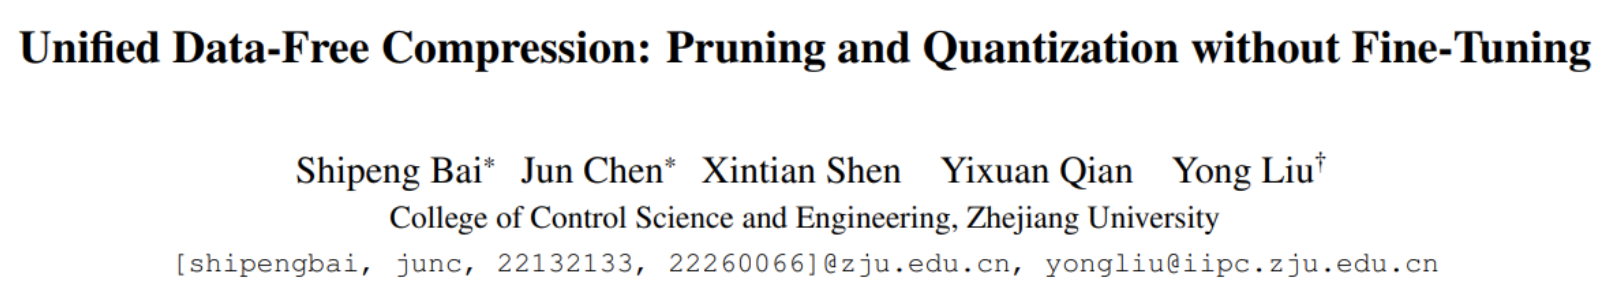 Unified Data-Free Compression: Pruning and Quantization without Fine-Tuning
Shipeng Bai* Jun Chen* Xintian Shen Yixuan Qian Yong Liu†
College of Control Science and Engineering, Zhejiang University
[shipengbai, junc, 22132133, 22260066]@zju.edu.cn, yongliu@iipc.zju.edu.cn